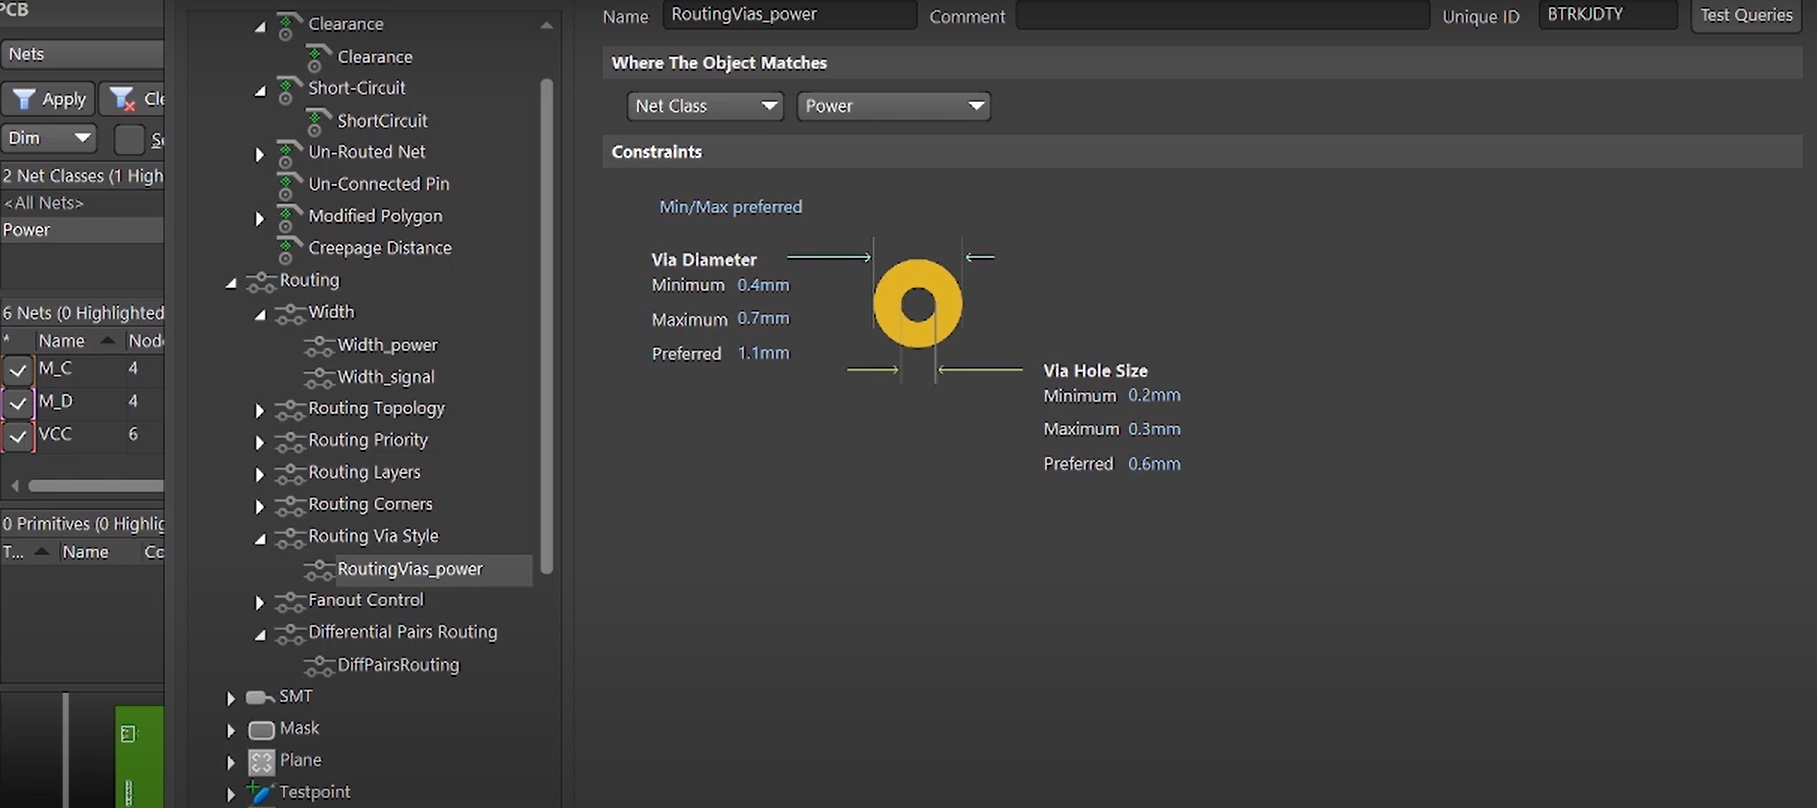 PCB
Nets
Apply
Cle
Dim
Se
2 Net Classes (1 High
<All Nets>
Power
6 Nets (0 Highlighted
* Name Node
M_C 4
M_D 4
VCC 6
0 Primitives (0 Highlig
T... Name Co
Clearance
Clearance
Short-Circuit
ShortCircuit
Un-Routed Net
Un-Connected Pin
Modified Polygon
Creepage Distance
Routing
Width
Width_power
Width_signal
Routing Topology
Routing Priority
Routing Layers
Routing Corners
Routing Via Style
RoutingVias_power
Fanout Control
Differential Pairs Routing
DiffPairsRouting
SMT
Mask
Plane
Testpoint
Name RoutingVias_power Comment Unique ID BTRKJDTY Test Queries
Where The Object Matches
Net Class Power
Constraints
Min/Max preferred
Via Diameter
Minimum 0.4mm
Maximum 0.7mm
Preferred 1.1mm
Via Hole Size
Minimum 0.2mm
Maximum 0.3mm
Preferred 0.6mm